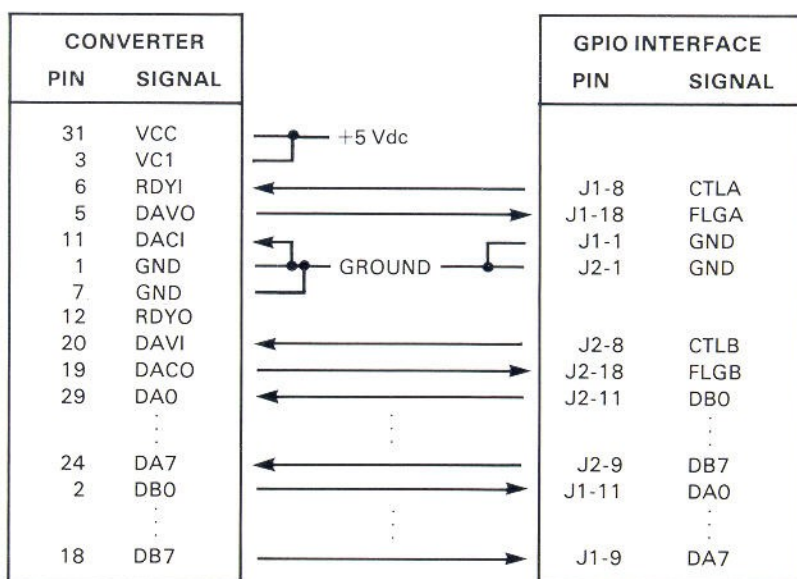 CONVERTER GPIO INTERFACE
PIN SIGNAL PIN SIGNAL
31 VCC +5 Vdc
3 VC1
6 RDYI J1-8 CTLA
5 DAVO J1-18 FLGA
11 DACI J1-1 GND
1 GND GROUND J2-1 GND
7 GND
12 RDYO
20 DAVI J2-8 CTLB
19 DACO J2-18 FLGB
29 DA0 J2-11 DB0
24 DA7 J2-9 DB7
2 DB0 J1-11 DA0
18 DB7 J1-9 DA7